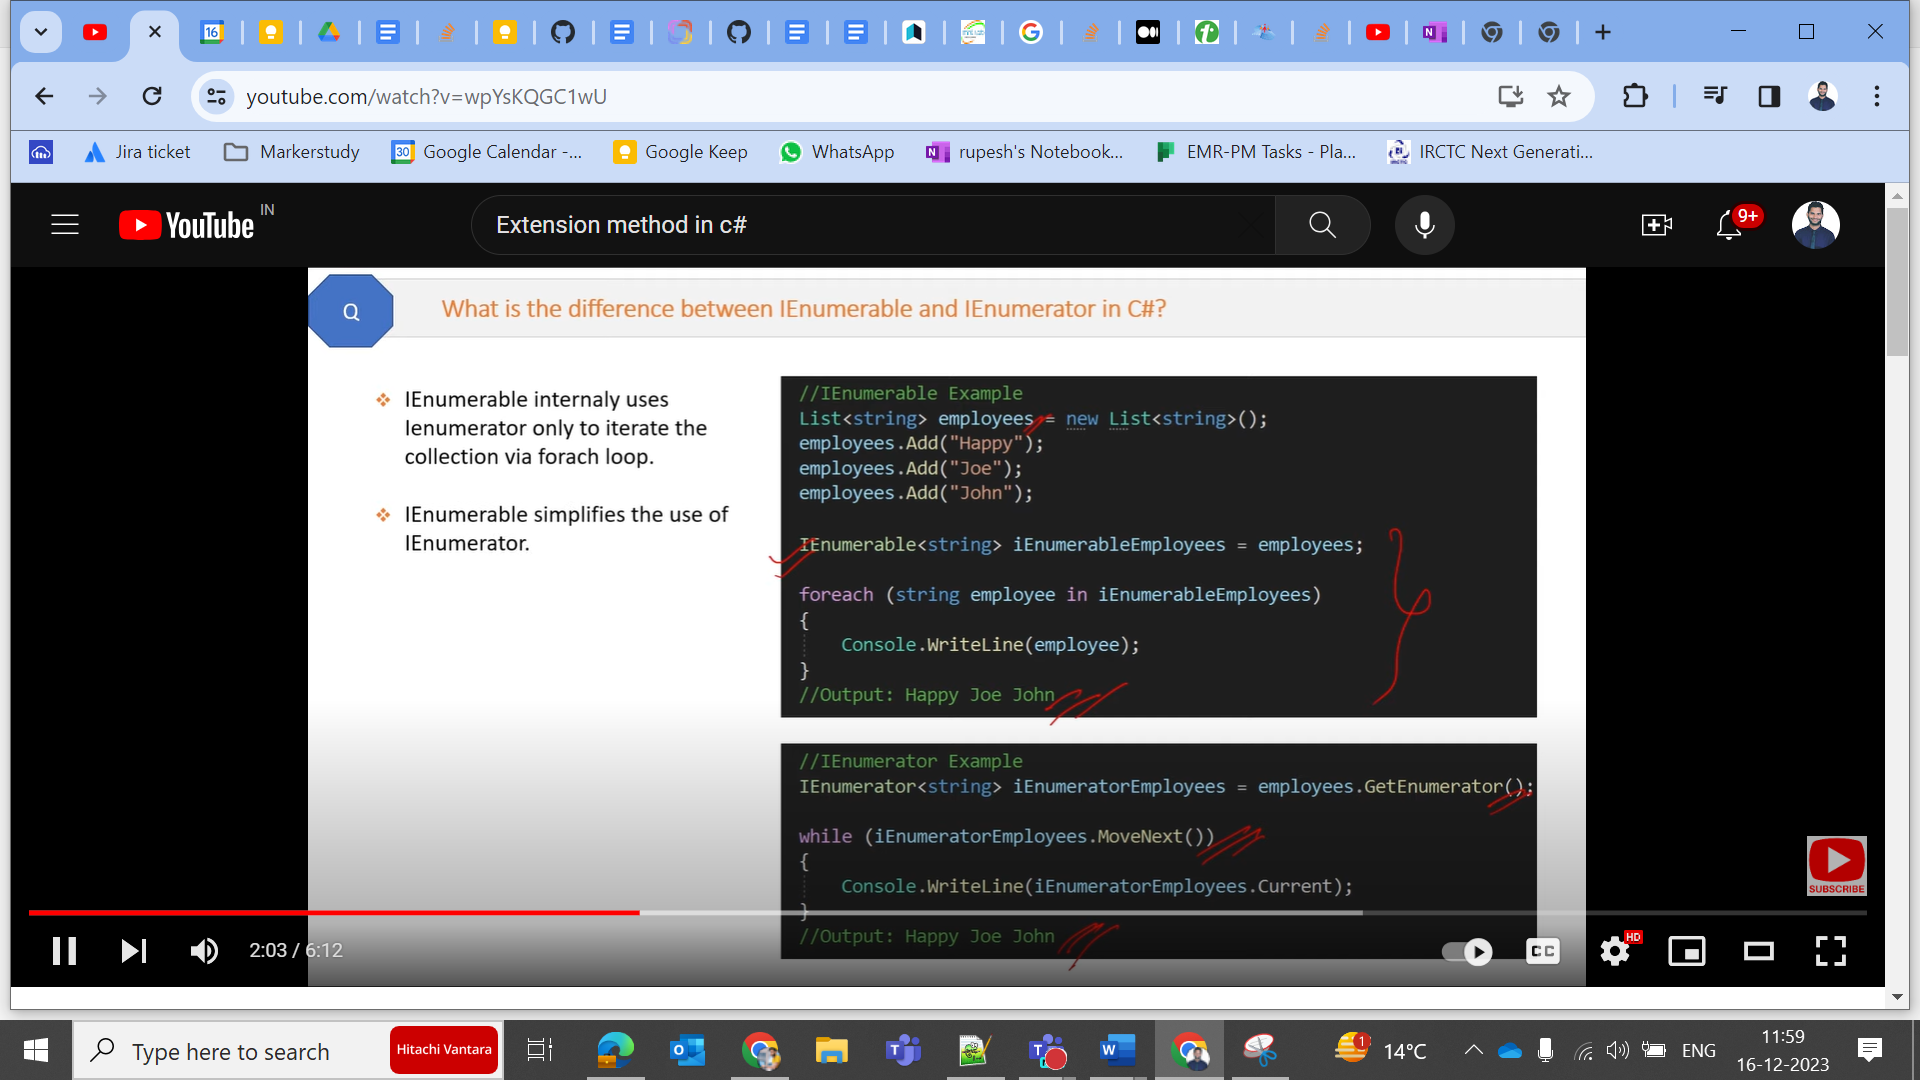 16
youtube.com/watch?v=wpYsKQGC1wU
Jira ticket
Markerstudy
30
Google Calendar -...
Google Keep
WhatsApp
rupesh's Notebook...
EMR-PM Tasks - Pla...
IRCTC Next Generati...
YouTube
IN
Extension method in c#
9+
Q
What is the difference between IEnumerable and IEnumerator in C#?
IEnumerable internaly uses
Ienumerator only to iterate the
collection via forach loop.
IEnumerable simplifies the use of
IEnumerator.
//IEnumerable Example
List<string> employees = new List<string>();
employees.Add("Happy");
employees.Add("Joe");
employees.Add("John");
IEnumerable<string> iEnumerableEmployees = employees;
foreach (string employee in iEnumerableEmployees)
{
Console.WriteLine(employee);
}
//Output: Happy Joe John
//IEnumerator Example
IEnumerator<string> iEnumeratorEmployees = employees.GetEnumerator();
while (iEnumeratorEmployees.MoveNext())
{
Console.WriteLine(iEnumeratorEmployees.Current);
}
//Output: Happy Joe John
SUBSCRIBE
2:03 / 6:12
CC
HD
Type here to search
Hitachi Vantara
1
14°C
ENG
11:59
16-12-2023